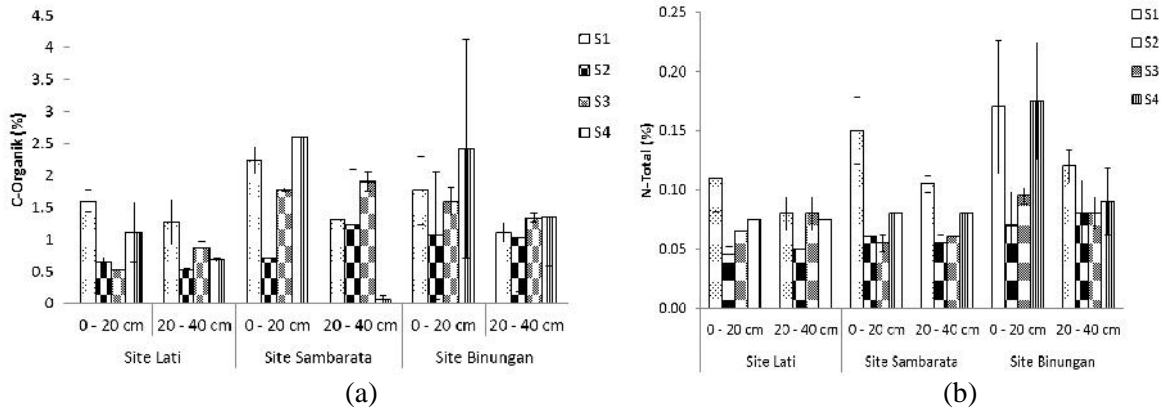 4.5
4
3.5
3
2.5
2
1.5
1
0.5
0
C-Organik (%)
0 - 20 cm
20 - 40 cm
0 - 20 cm
20 - 40 cm
0 - 20 cm
20 - 40 cm
Site Lati
Site Sambarata
Site Binungan
S1
S2
S3
S4
(a)
0.25
0.20
0.15
0.10
0.05
0.00
N-Total (%)
0 - 20 cm
20 - 40 cm
0 - 20 cm
20 - 40 cm
0 - 20 cm
20 - 40 cm
Site Lati
Site Sambarata
Site Binungan
S1
S2
S3
S4
(b)